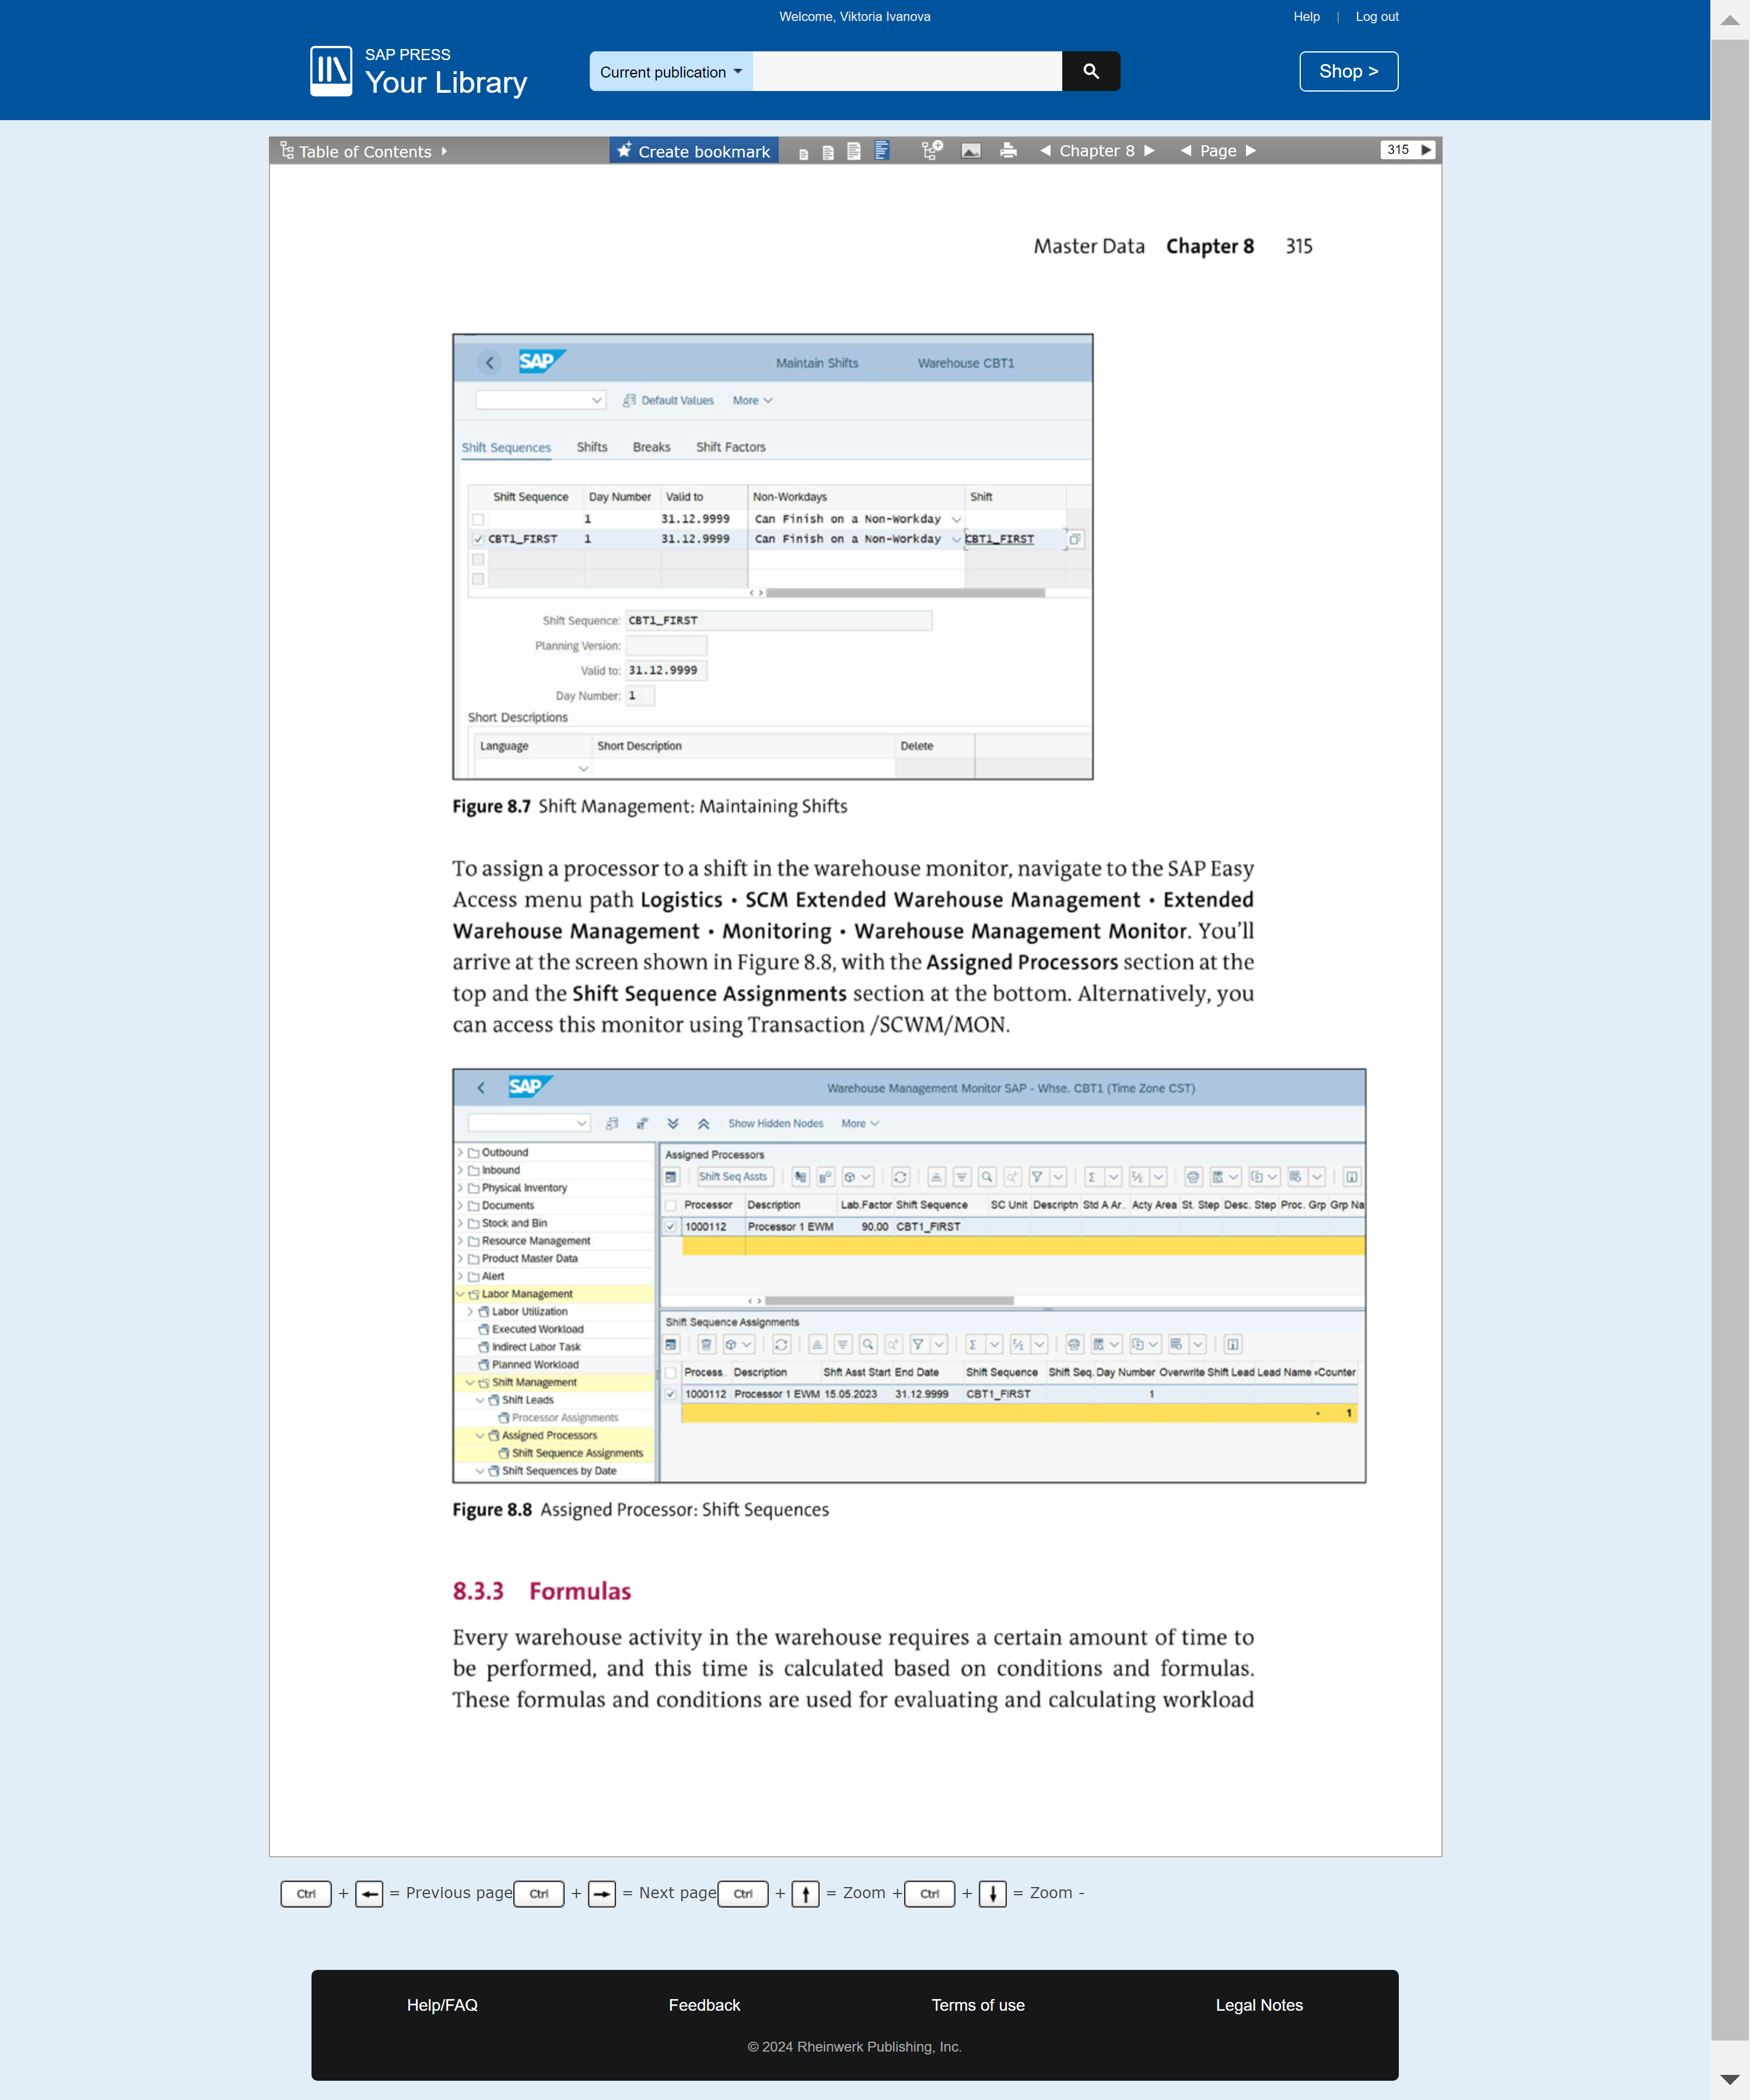 Welcome, Viktoria Ivanova
Help | Log out
SAP PRESS
Your Library
Current publication
Shop >
Table of Contents
Create bookmark
Chapter 8
Page
315
Master Data Chapter 8 315
SAP Maintain Shifts Warehouse CBT1
Default Values More
Shift Sequences Shifts Breaks Shift Factors
Shift Sequence Day Number Valid to Non-Workdays Shift
1 31.12.9999 Can Finish on a Non-Workday
CBT1_FIRST 1 31.12.9999 Can Finish on a Non-Workday CBT1_FIRST
Shift Sequence: CBT1_FIRST
Planning Version:
Valid to: 31.12.9999
Day Number: 1
Short Descriptions
Language Short Description Delete
Figure 8.7 Shift Management: Maintaining Shifts
To assign a processor to a shift in the warehouse monitor, navigate to the SAP Easy
Access menu path Logistics • SCM Extended Warehouse Management • Extended
Warehouse Management • Monitoring • Warehouse Management Monitor. You’ll
arrive at the screen shown in Figure 8.8, with the Assigned Processors section at the
top and the Shift Sequence Assignments section at the bottom. Alternatively, you
can access this monitor using Transaction /SCWM/MON.
SAP Warehouse Management Monitor SAP - Whse. CBT1 (Time Zone CST)
Show Hidden Nodes More
Outbound
Inbound
Physical Inventory
Documents
Stock and Bin
Resource Management
Product Master Data
Alert
Labor Management
Labor Utilization
Executed Workload
Indirect Labor Task
Planned Workload
Shift Management
Shift Leads
Processor Assignments
Assigned Processors
Shift Sequence Assignments
Shift Sequences by Date
Assigned Processors
Shift Seq Assts
Processor Description Lab.Factor Shift Sequence SC Unit Descriptn Std A Ar.. Acty Area St. Step Desc. Step Proc. Grp Grp Na
1000112 Processor 1 EWM 90,00 CBT1_FIRST
Shift Sequence Assignments
Process.. Description Shft Asst Start End Date Shift Sequence Shift Seq. Day Number Overwrite Shift Lead Lead Name Counter
1000112 Processor 1 EWM 15.05.2023 31.12.9999 CBT1_FIRST 1
1
Figure 8.8 Assigned Processor: Shift Sequences
8.3.3 Formulas
Every warehouse activity in the warehouse requires a certain amount of time to
be performed, and this time is calculated based on conditions and formulas.
These formulas and conditions are used for evaluating and calculating workload
Ctrl + ← = Previous page Ctrl + → = Next page Ctrl + ↑ = Zoom + Ctrl + ↓ = Zoom -
Help/FAQ Feedback Terms of use Legal Notes
© 2024 Rheinwerk Publishing, Inc.